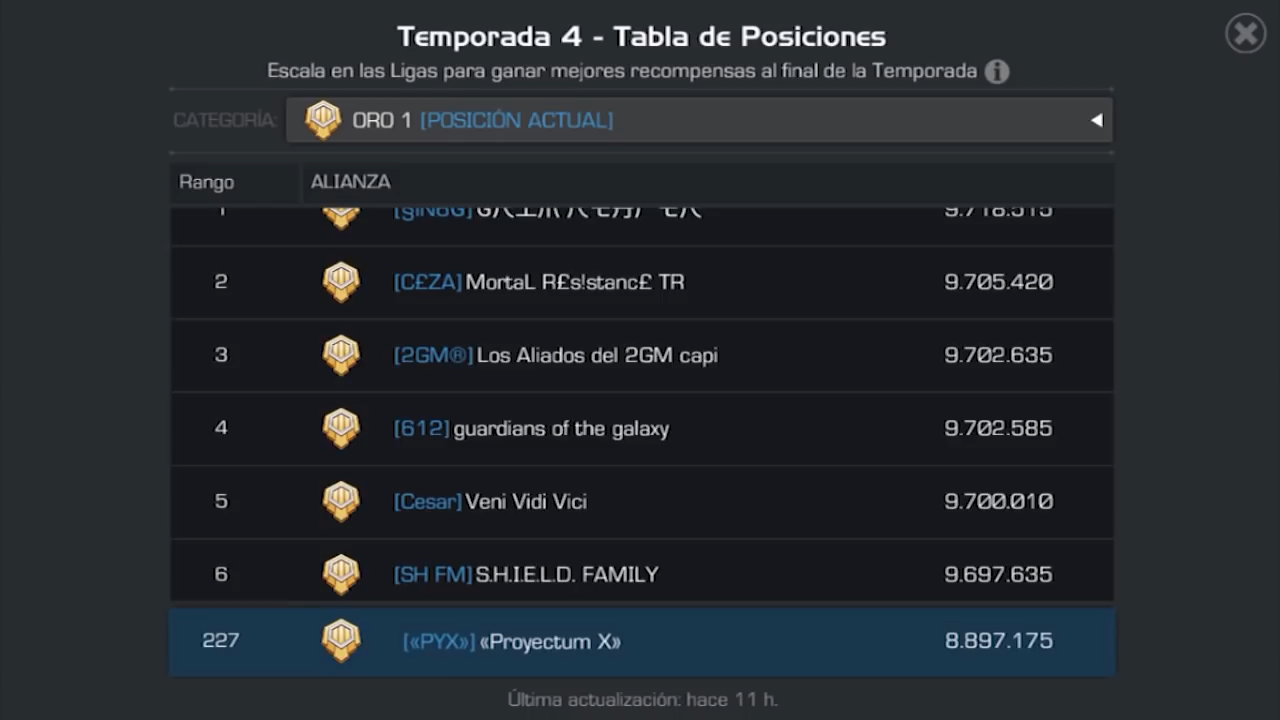 Temporada 4 - Tabla de Posiciones
Escala en las Ligas para ganar mejores recompensas al final de la Temporada i
CATEGORÍA: ORO 1 [POSICIÓN ACTUAL]
Rango ALIANZA
1 9.718.515
2 [C£ZA] MortaL R£s!stanc£ TR 9.705.420
3 [2GM®] Los Aliados del 2GM capi 9.702.635
4 [612] guardians of the galaxy 9.702.585
5 [Cesar] Veni Vidi Vici 9.700.010
6 [SH FM] S.H.I.E.L.D. FAMILY 9.697.635
227 [«PYX»] «Proyectum X» 8.897.175
Última actualización: hace 11 h.